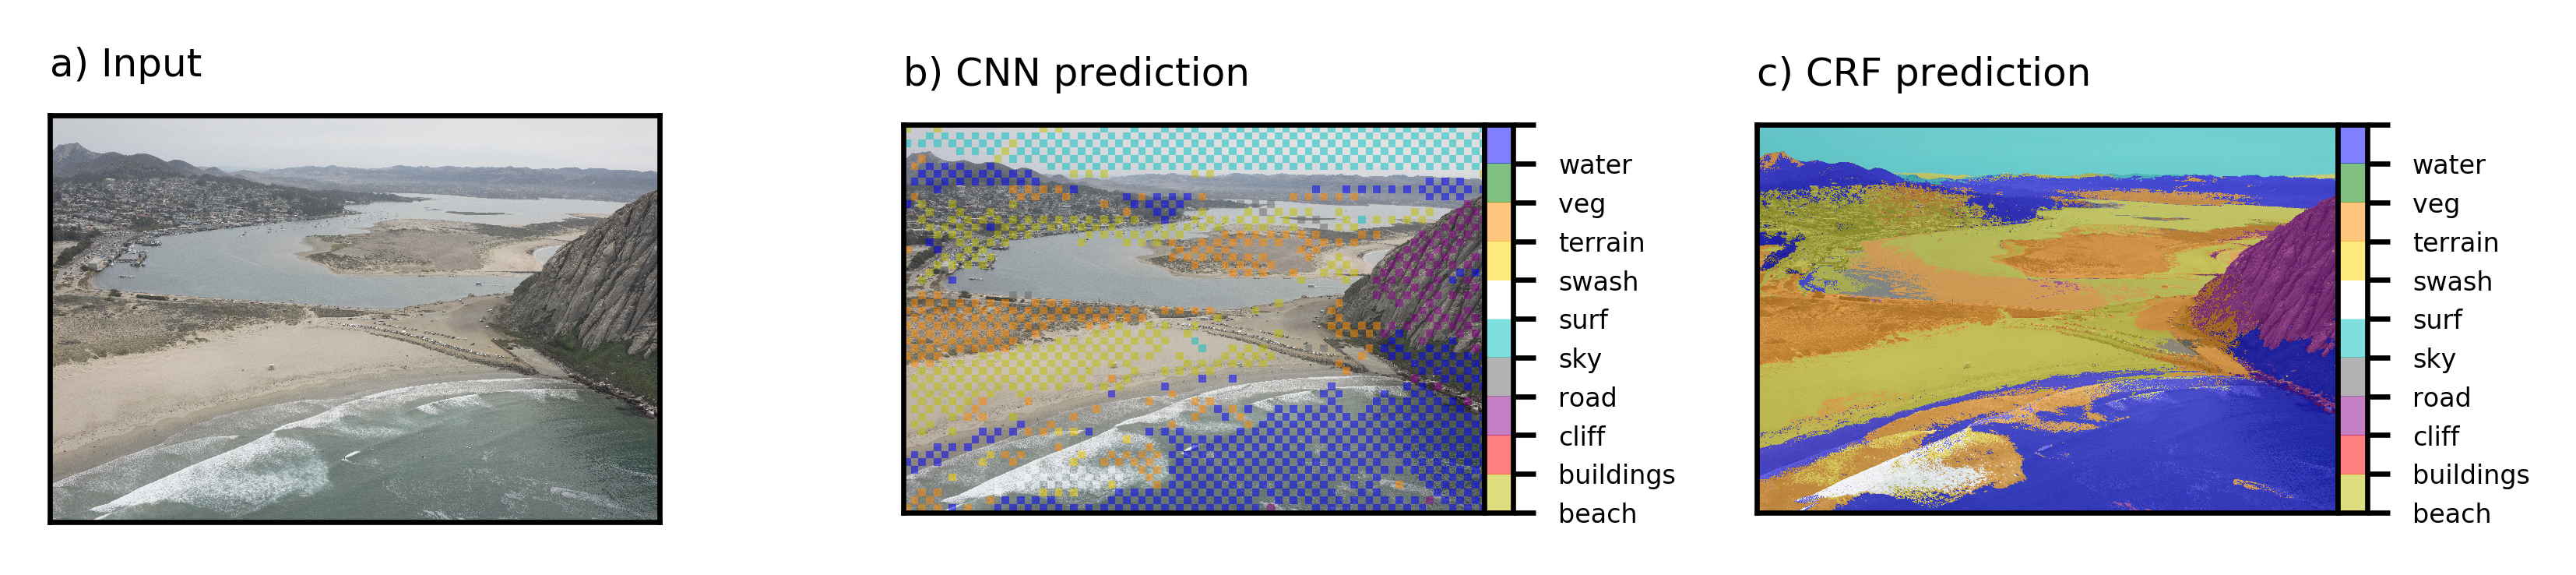 a) Input
b) CNN prediction
water
veg
terrain
swash
surf
sky
road
cliff
buildings
beach
c) CRF prediction
water
veg
terrain
swash
surf
sky
road
cliff
buildings
beach